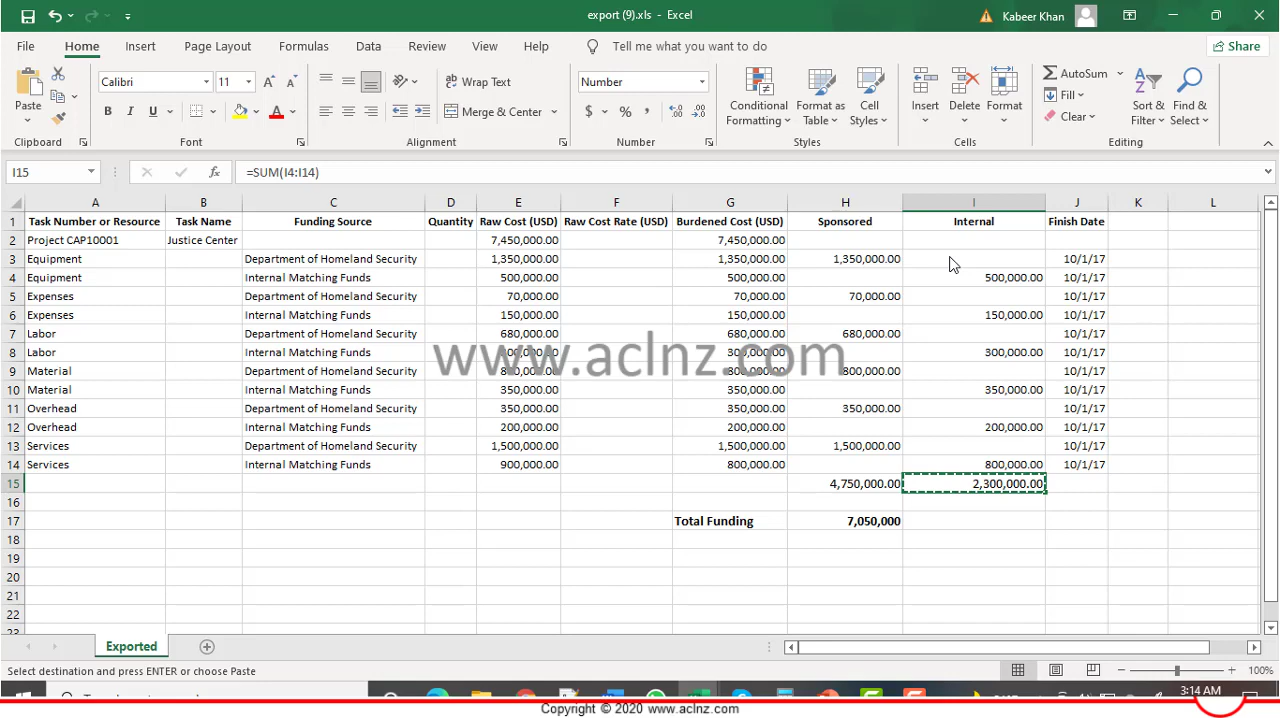 export (9).xls - Excel
Kabeer Khan
File Home Insert Page Layout Formulas Data Review View Help Tell me what you want to do Share
Paste
Clipboard
Calibri 11
B I U A
Font
Wrap Text
Merge & Center
Alignment
Number
$ % ,
Number
Conditional Formatting
Format as Table
Cell Styles
Styles
Insert Delete Format
Cells
AutoSum
Fill
Clear
Sort & Filter
Find & Select
Editing
I15 fx =SUM(I4:I14)
A B C D E F G H I J K L
1 Task Number or Resource Task Name Funding Source Quantity Raw Cost (USD) Raw Cost Rate (USD) Burdened Cost (USD) Sponsored Internal Finish Date
2 Project CAP10001 Justice Center 7,450,000.00 7,450,000.00
3 Equipment Department of Homeland Security 1,350,000.00 1,350,000.00 1,350,000.00 10/1/17
4 Equipment Internal Matching Funds 500,000.00 500,000.00 500,000.00 10/1/17
5 Expenses Department of Homeland Security 70,000.00 70,000.00 70,000.00 10/1/17
6 Expenses Internal Matching Funds 150,000.00 150,000.00 150,000.00 10/1/17
7 Labor Department of Homeland Security 680,000.00 680,000.00 680,000.00 10/1/17
8 Labor Internal Matching Funds 300,000.00 300,000.00 10/1/17
www.aclnz.com
9 Material Department of Homeland Security 800,000.00 10/1/17
10 Material Internal Matching Funds 350,000.00 350,000.00 350,000.00 10/1/17
11 Overhead Department of Homeland Security 350,000.00 350,000.00 350,000.00 10/1/17
12 Overhead Internal Matching Funds 200,000.00 200,000.00 200,000.00 10/1/17
13 Services Department of Homeland Security 1,500,000.00 1,500,000.00 1,500,000.00 10/1/17
14 Services Internal Matching Funds 900,000.00 800,000.00 800,000.00 10/1/17
15 4,750,000.00 2,300,000.00
16
17 Total Funding 7,050,000
18
19
20
21
22
23
Exported
Select destination and press ENTER or choose Paste 100%
3:14 AM
Copyright © 2020 www.aclnz.com